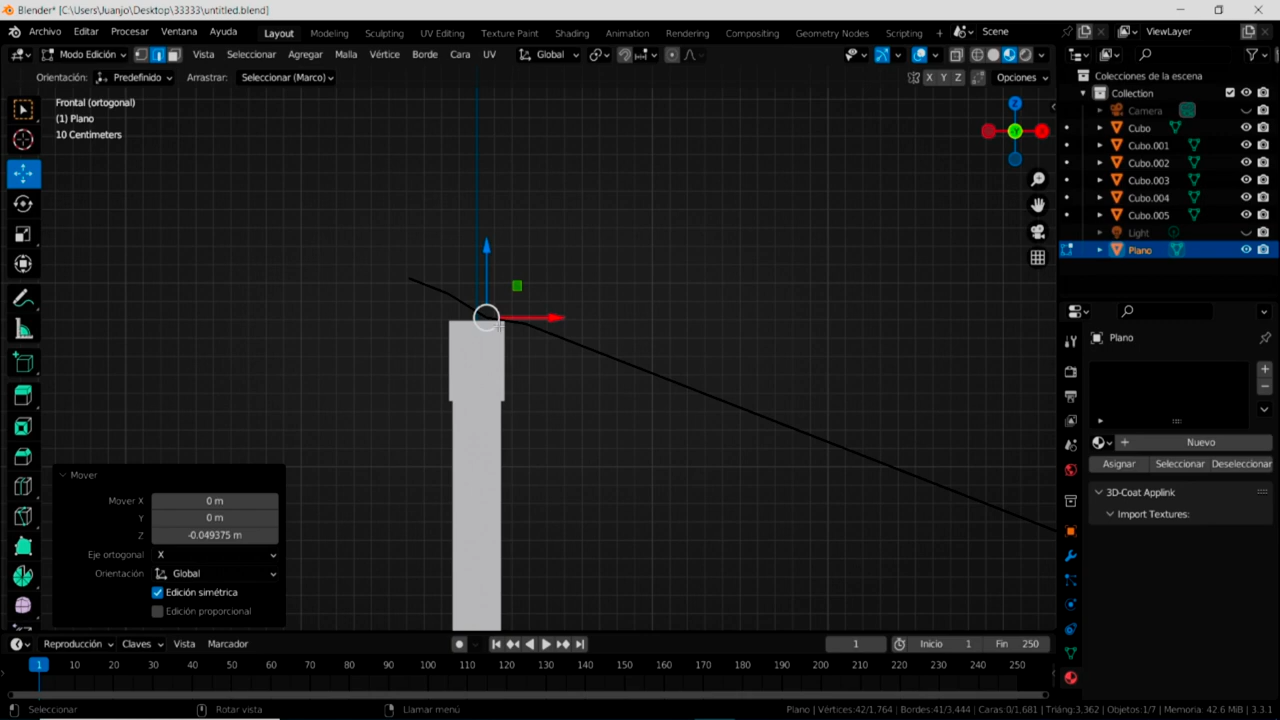 Blender* [C:\Users\Juanjo\Desktop\33333\untitled.blend]
Archivo Editar Procesar Ventana Ayuda Layout Modeling Sculpting UV Editing Texture Paint Shading Animation Rendering Compositing Geometry Nodes Scripting + Scene ViewLayer
Modo Edición Vista Seleccionar Agregar Malla Vértice Borde Cara UV Global
Orientación: Predefinido Arrastrar: Seleccionar (Marco) X Y Z Opciones
Colecciones de la escena
Collection
Camera
Cubo
Cubo.001
Cubo.002
Cubo.003
Cubo.004
Cubo.005
Light
Plano
Frontal (ortogonal)
(1) Plano
10 Centimeters
Z
-Y
X
Plano
Nuevo
Asignar Seleccionar Deseleccionar
3D-Coat Applink
Import Textures:
Mover
Mover X 0 m
Y 0 m
Z -0.049375 m
Eje ortogonal X
Orientación Global
Edición simétrica
Edición proporcional
Reproducción Claves Vista Marcador 1 Inicio 1 Fin 250
1 10 20 30 40 50 60 70 80 90 100 110 120 130 140 150 160 170 180 190 200 210 220 230 240 250
Seleccionar Rotar vista Llamar menú Plano | Vértices:42/1,764 | Bordes:41/3,444 | Caras:0/1,681 | Triáng:3,362 | Objetos:1/7 | Memoria: 42.6 MiB | 3.3.1